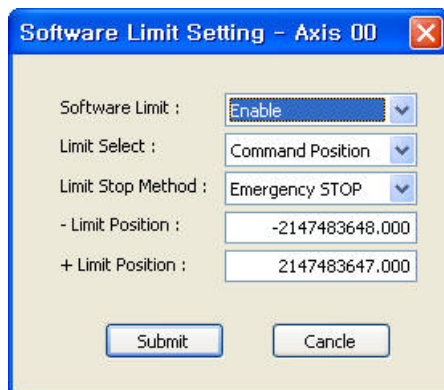 Software Limit Setting - Axis 00
Software Limit : Enable
Limit Select : Command Position
Limit Stop Method : Emergency STOP
- Limit Position : -2147483648.000
+ Limit Position : 2147483647.000
Submit Cancle